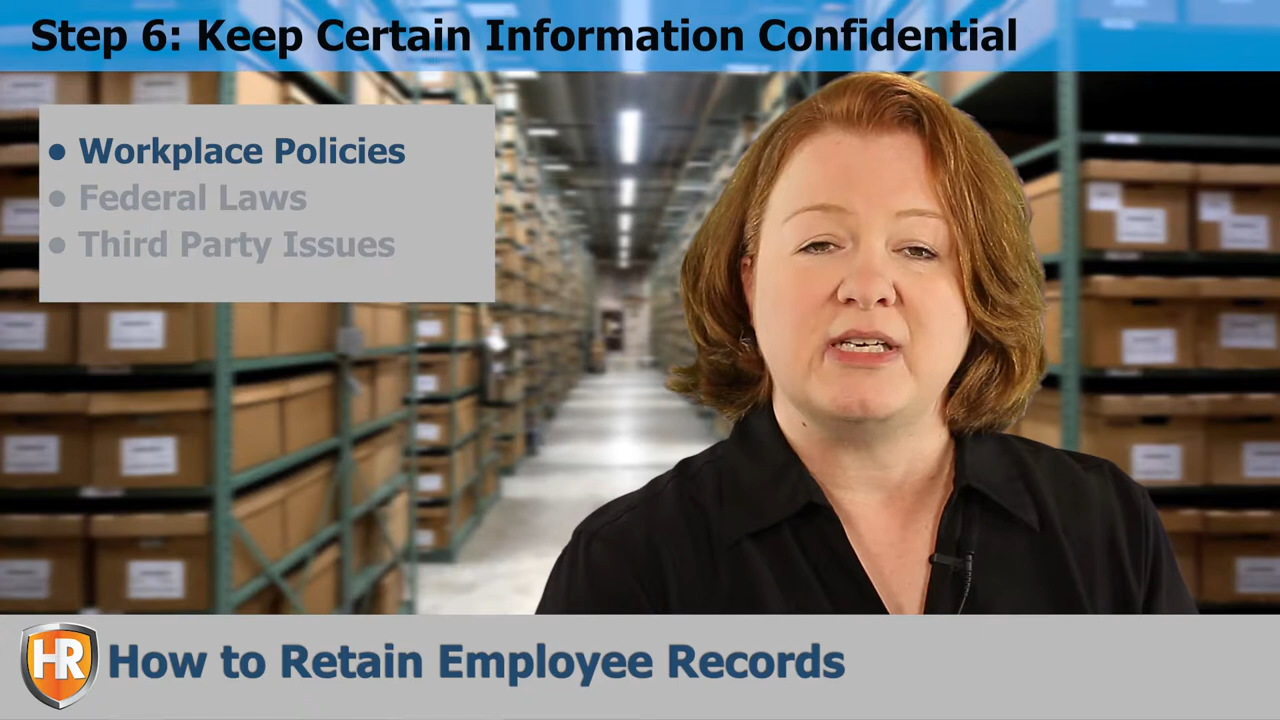 Step 6: Keep Certain Information Confidential
• Workplace Policies
• Federal Laws
• Third Party Issues
HR How to Retain Employee Records